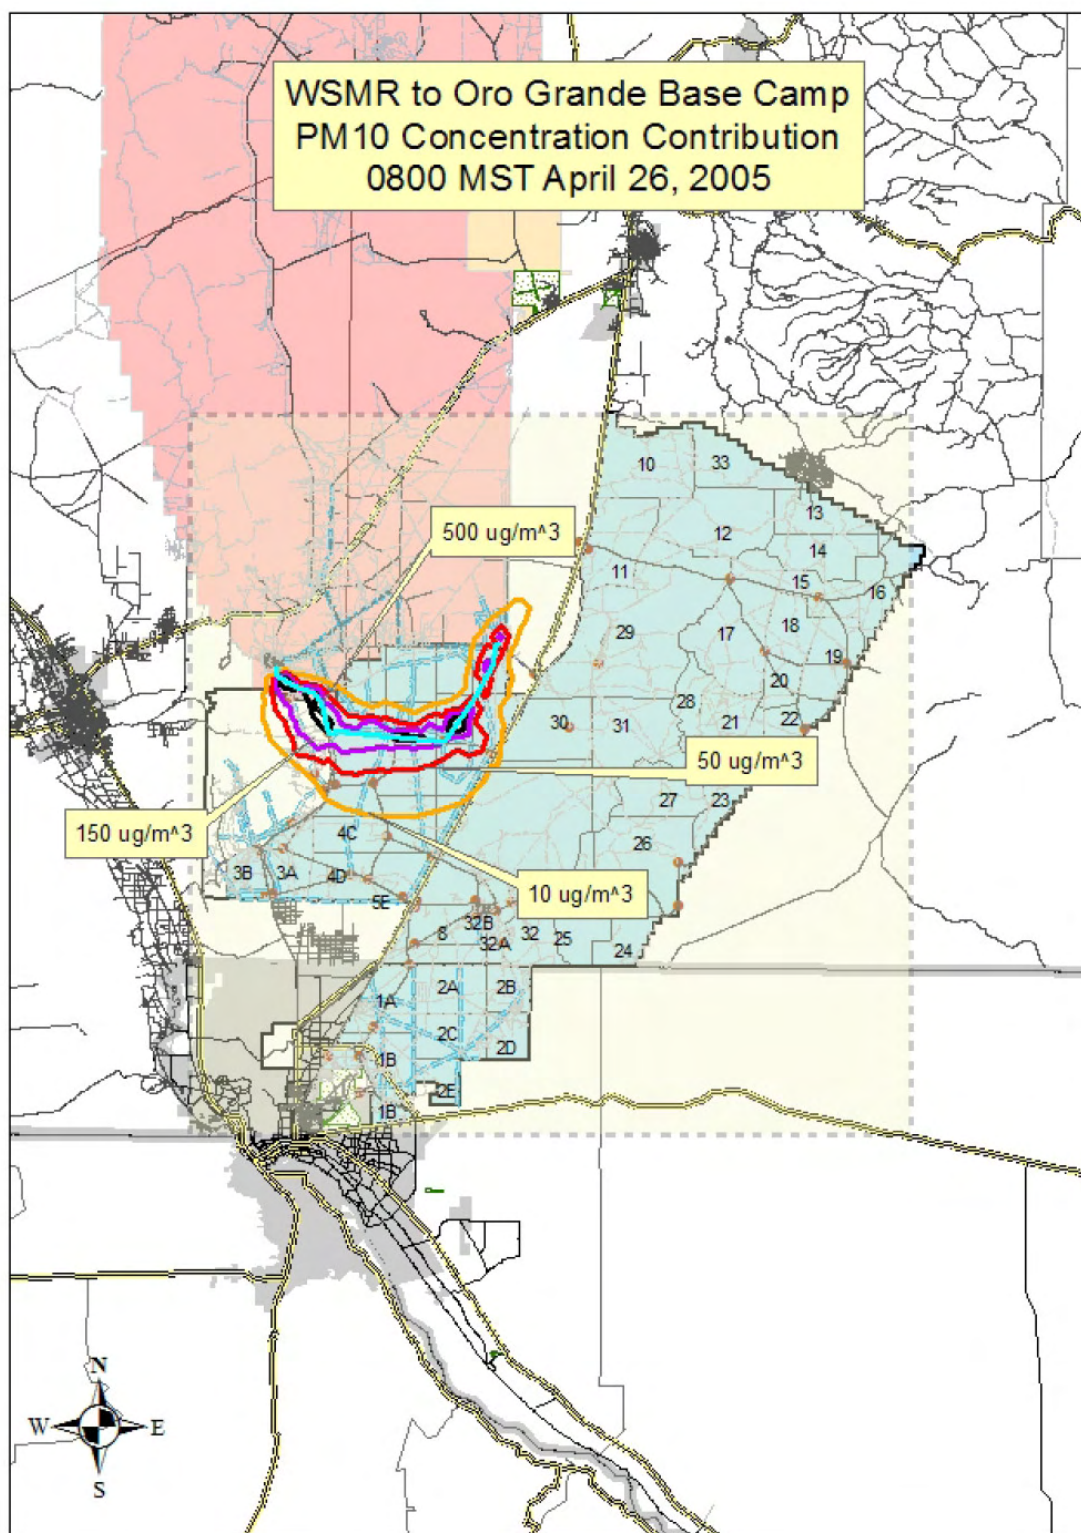 WSMR to Oro Grande Base Camp
PM10 Concentration Contribution
0800 MST April 26, 2005
10
33
13
500 ug/m^3
12
14
11
15
16
29
17
18
19
20
28
30
31
21
22
50 ug/m^3
27
23
150 ug/m^3
4C
26
3B
3A
4D
10 ug/m^3
5E
32B
8
32A
32
25
24
2A
2B
1A
2C
2D
1B
2E
1B
N
W
E
S